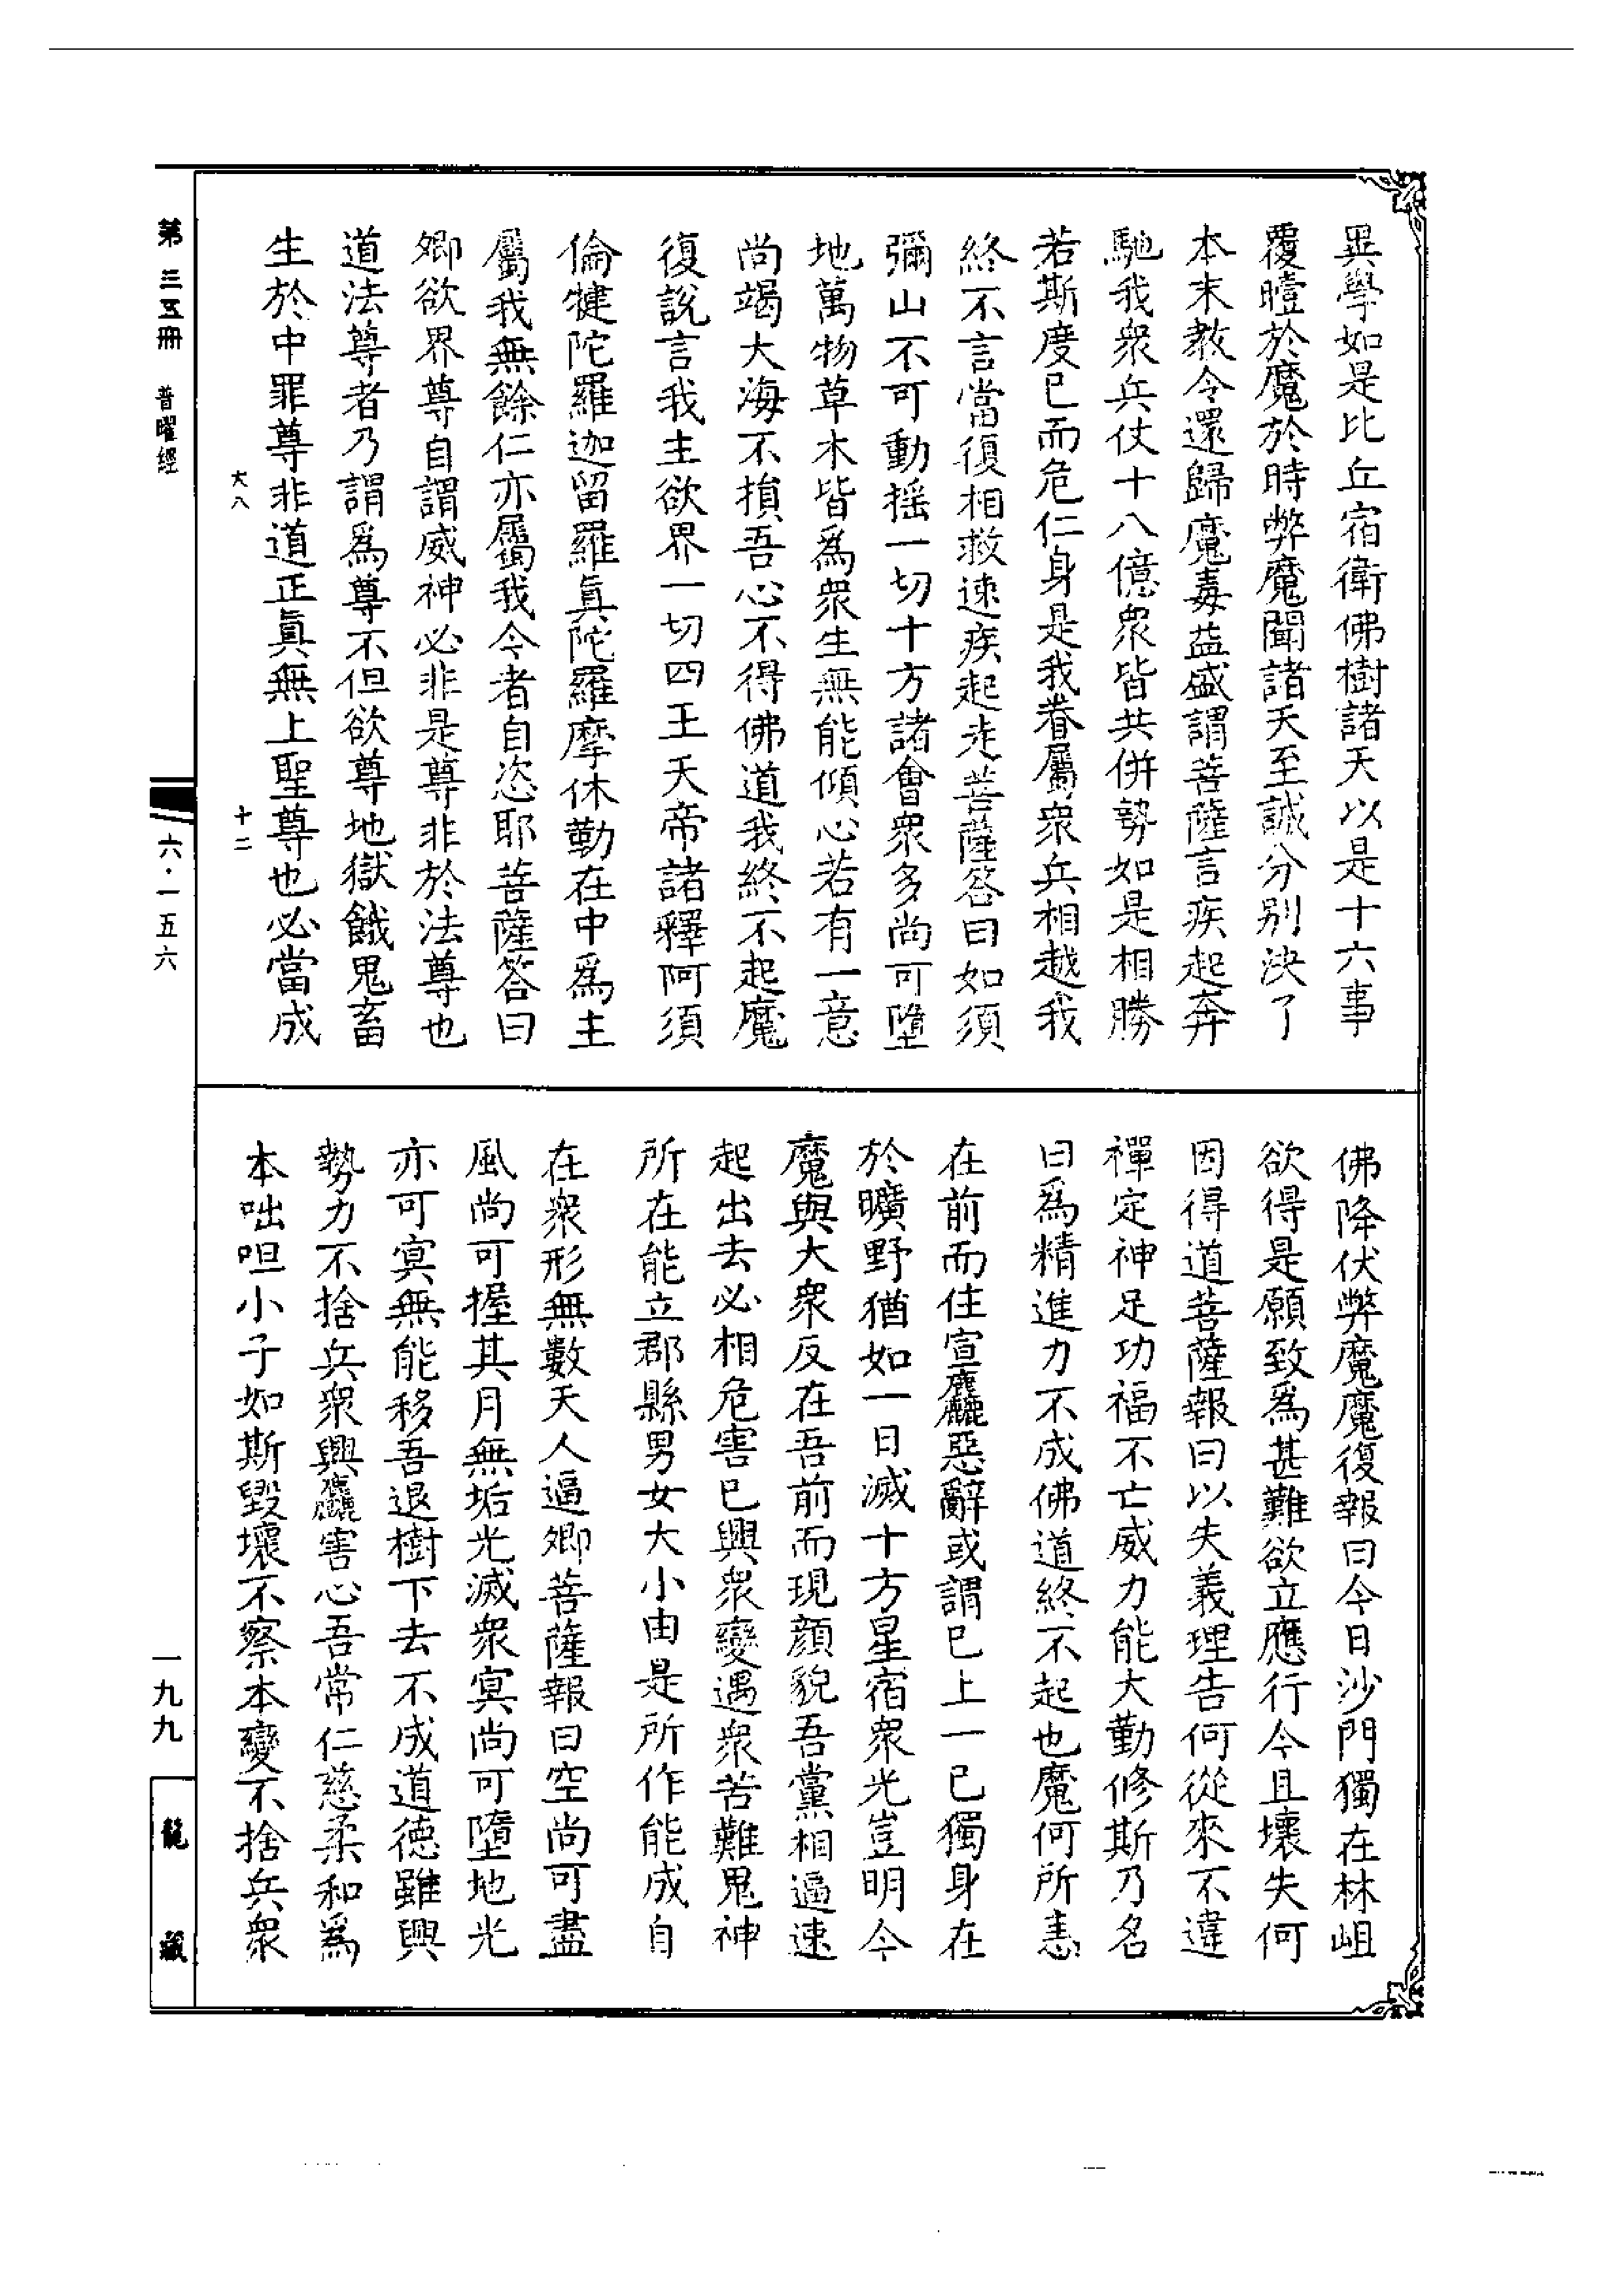 異學如是比丘宿衛佛樹諸天以是十六事
覆曀於魔於時弊魔聞諸天至誠分別決了
本末教令還歸魔毒益盛謂菩薩言疾起奔
馳我衆兵仗十八億衆皆共併勢如是相勝
若斯度已而危仁身是我眷屬衆兵相越我
終不言當復相救速疾起走菩薩答曰如須
彌山不可動搖一切十方諸會衆多尚可墮
地萬物草木皆爲衆生無能傾心若有一意
尚竭大海不損吾心不得佛道我終不起魔
復說言我主欲界一切四王天帝諸釋阿須
倫犍陀羅迦留羅眞陀羅摩休勒在中爲主
屬我無餘仁亦屬我今者自恣耶菩薩答曰
卿欲界尊自謂威神必非是尊非於法尊也
道法尊者乃謂爲尊不但欲尊地獄餓鬼畜
生於中罪尊非道正眞無上聖尊也必當成
大八
十二
佛降伏弊魔魔復報曰今日沙門獨在林岨
欲得是願致爲甚難欲立應行今且壞失何
因得道菩薩報曰以失義理告何從來不違
禪定神足功福不亡威力能大勤修斯乃名
曰爲精進力不成佛道終不起也魔何所恚
在前而住宣麤惡辭或謂已上一已獨身在
於曠野猶如一日滅十方星宿衆光豈明今
魔與大衆反在吾前而現顏貌吾黨相逼速
起出去必相危害已興衆變遇衆苦難鬼神
所在能立郡縣男女大小由是所作能成自
在衆形無數天人逼卿菩薩報曰空尚可盡
風尚可握其月無垢光滅衆冥尚可墮地光
亦可冥無能移吾退樹下去不成道德雖興
勢力不捨兵衆興麤害心吾常仁慈柔和爲
本咄呾小子如斯毀壞不察本變不捨兵衆
第三五冊 普曜經
六·一五六
一九九
龍藏